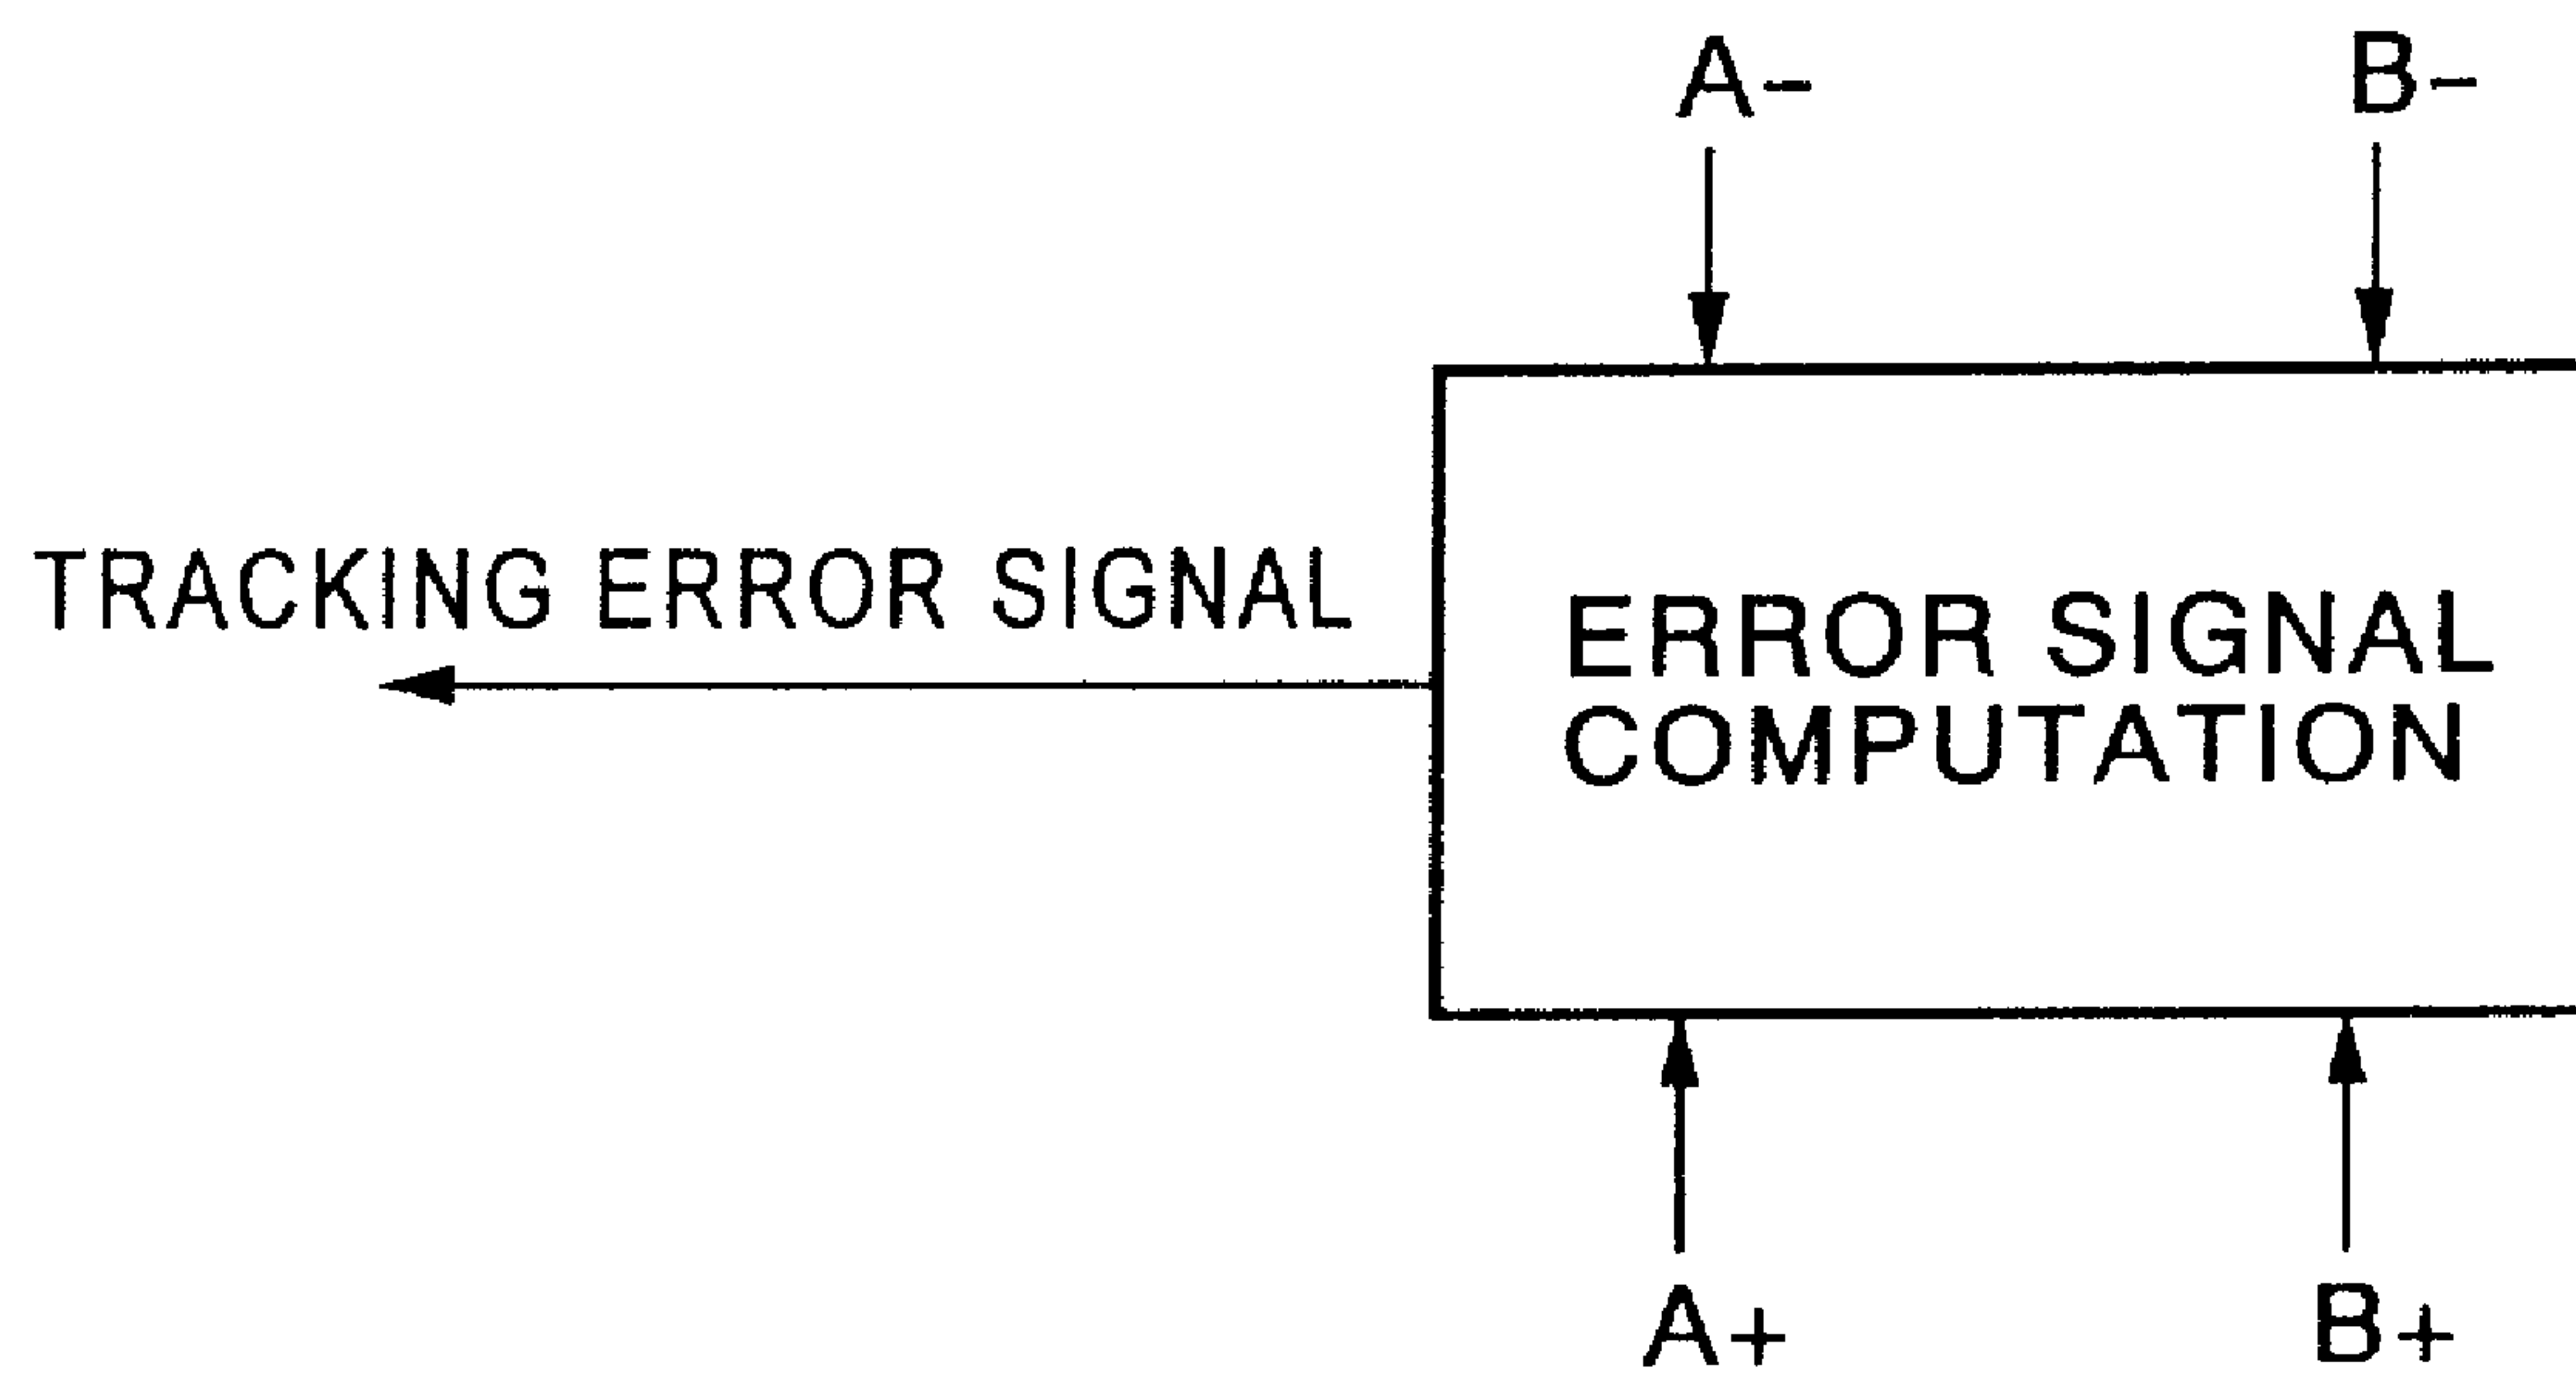 A-
B-
TRACKING ERROR SIGNAL
ERROR SIGNAL
COMPUTATION
A+
B+